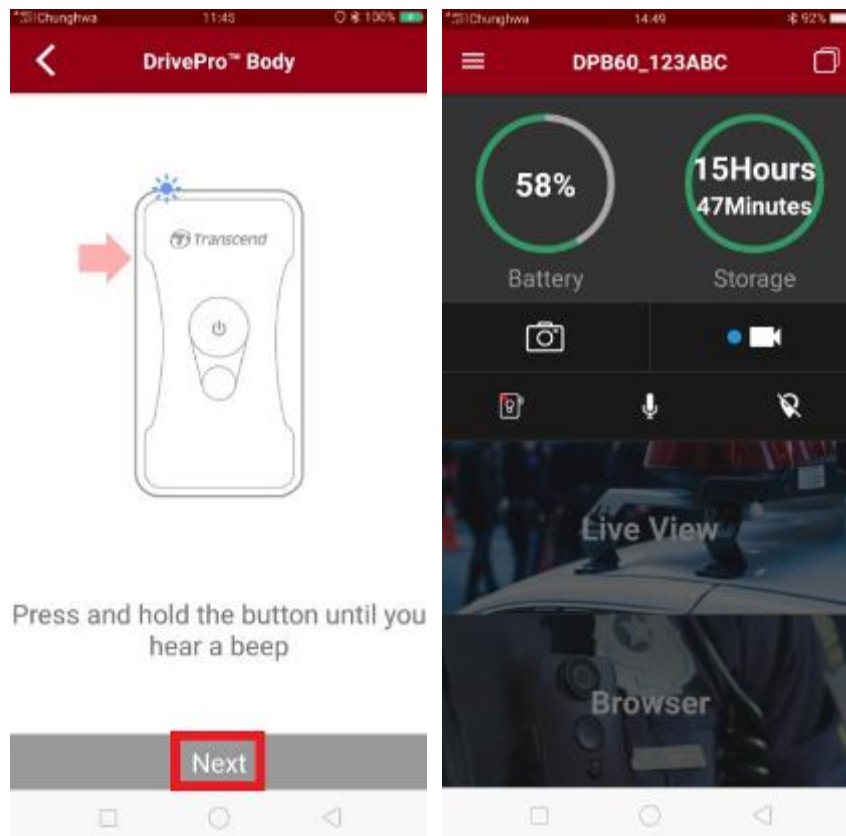 Chunghwa
11:45
100%
DrivePro™ Body
Transcend
Press and hold the button until you
hear a beep
Next
Chunghwa
14:49
92%
DPB60_123ABC
58%
Battery
15Hours
47Minutes
Storage
Live View
Browser